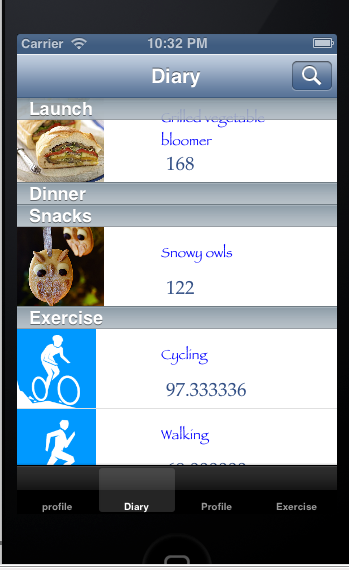 Carrier 10:32 PM
Diary
Launch
Grilled vegetable
bloomer
168
Dinner
Snacks
Snowy owls
122
Exercise
Cycling
97.333336
Walking
profile Diary Profile Exercise